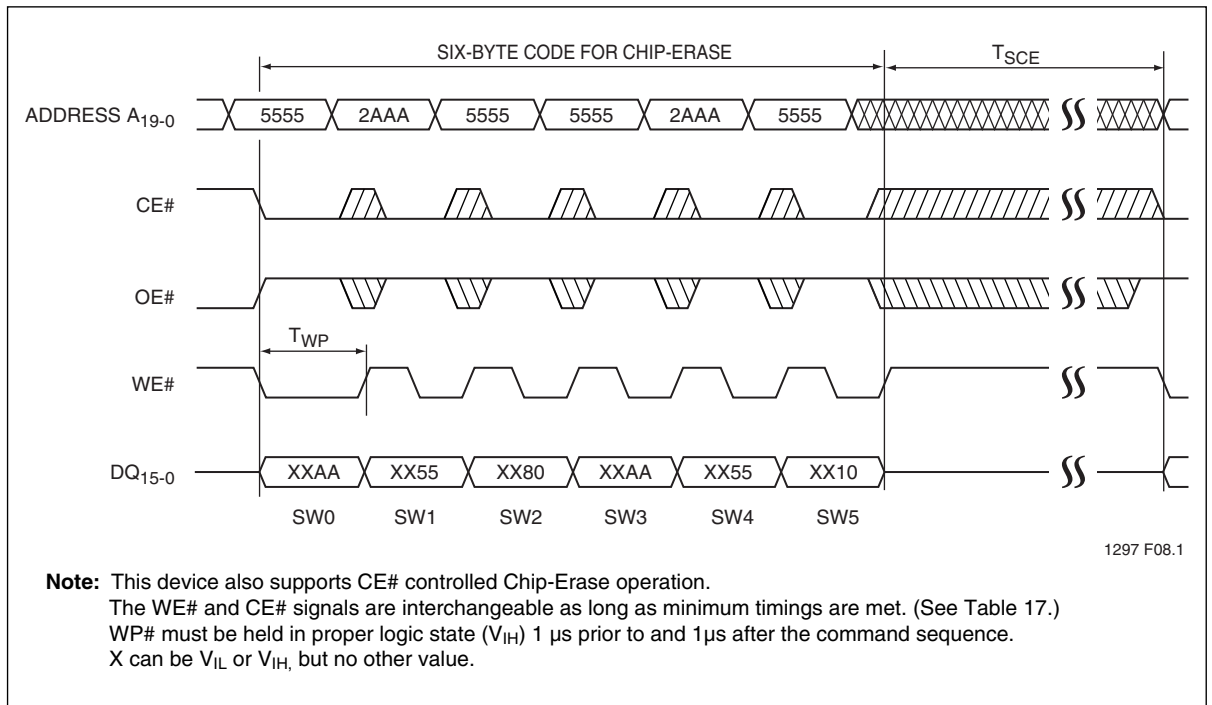 SIX-BYTE CODE FOR CHIP-ERASE
TSCE
ADDRESS A19-0
5555 2AAA 5555 5555 2AAA 5555
CE#
OE#
TWP
WE#
DQ15-0
XXAA XX55 XX80 XXAA XX55 XX10
SW0 SW1 SW2 SW3 SW4 SW5
1297 F08.1
Note: This device also supports CE# controlled Chip-Erase operation.
The WE# and CE# signals are interchangeable as long as minimum timings are met. (See Table 17.)
WP# must be held in proper logic state (VIH) 1 µs prior to and 1µs after the command sequence.
X can be VIL or VIH, but no other value.